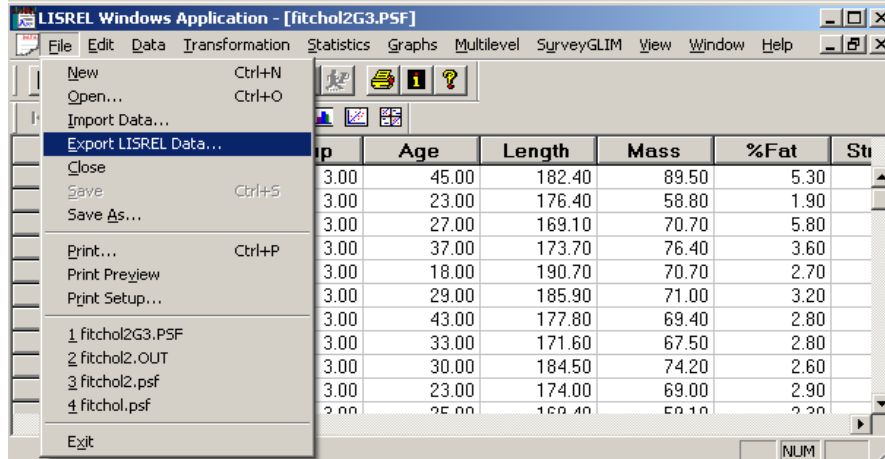 LISREL Windows Application - [fitchol2G3.PSF]
File Edit Data Transformation Statistics Graphs Multilevel SurveyGLIM View Window Help
New Ctrl+N
Open... Ctrl+O
Import Data...
Export LISREL Data...
Close
Save Ctrl+S
Save As...
Print... Ctrl+P
Print Preview
Print Setup...
1 fitchol2G3.PSF
2 fitchol2.OUT
3 fitchol2.psf
4 fitchol.psf
Exit
up Age Length Mass %Fat
3.00 45.00 182.40 89.50 5.30
3.00 23.00 176.40 58.80 1.90
3.00 27.00 169.10 70.70 5.80
3.00 37.00 173.70 76.40 3.60
3.00 18.00 190.70 70.70 2.70
3.00 29.00 185.90 71.00 3.20
3.00 43.00 177.80 69.40 2.80
3.00 33.00 171.60 67.50 2.80
3.00 30.00 184.50 74.20 2.60
3.00 23.00 174.00 69.00 2.90
NUM